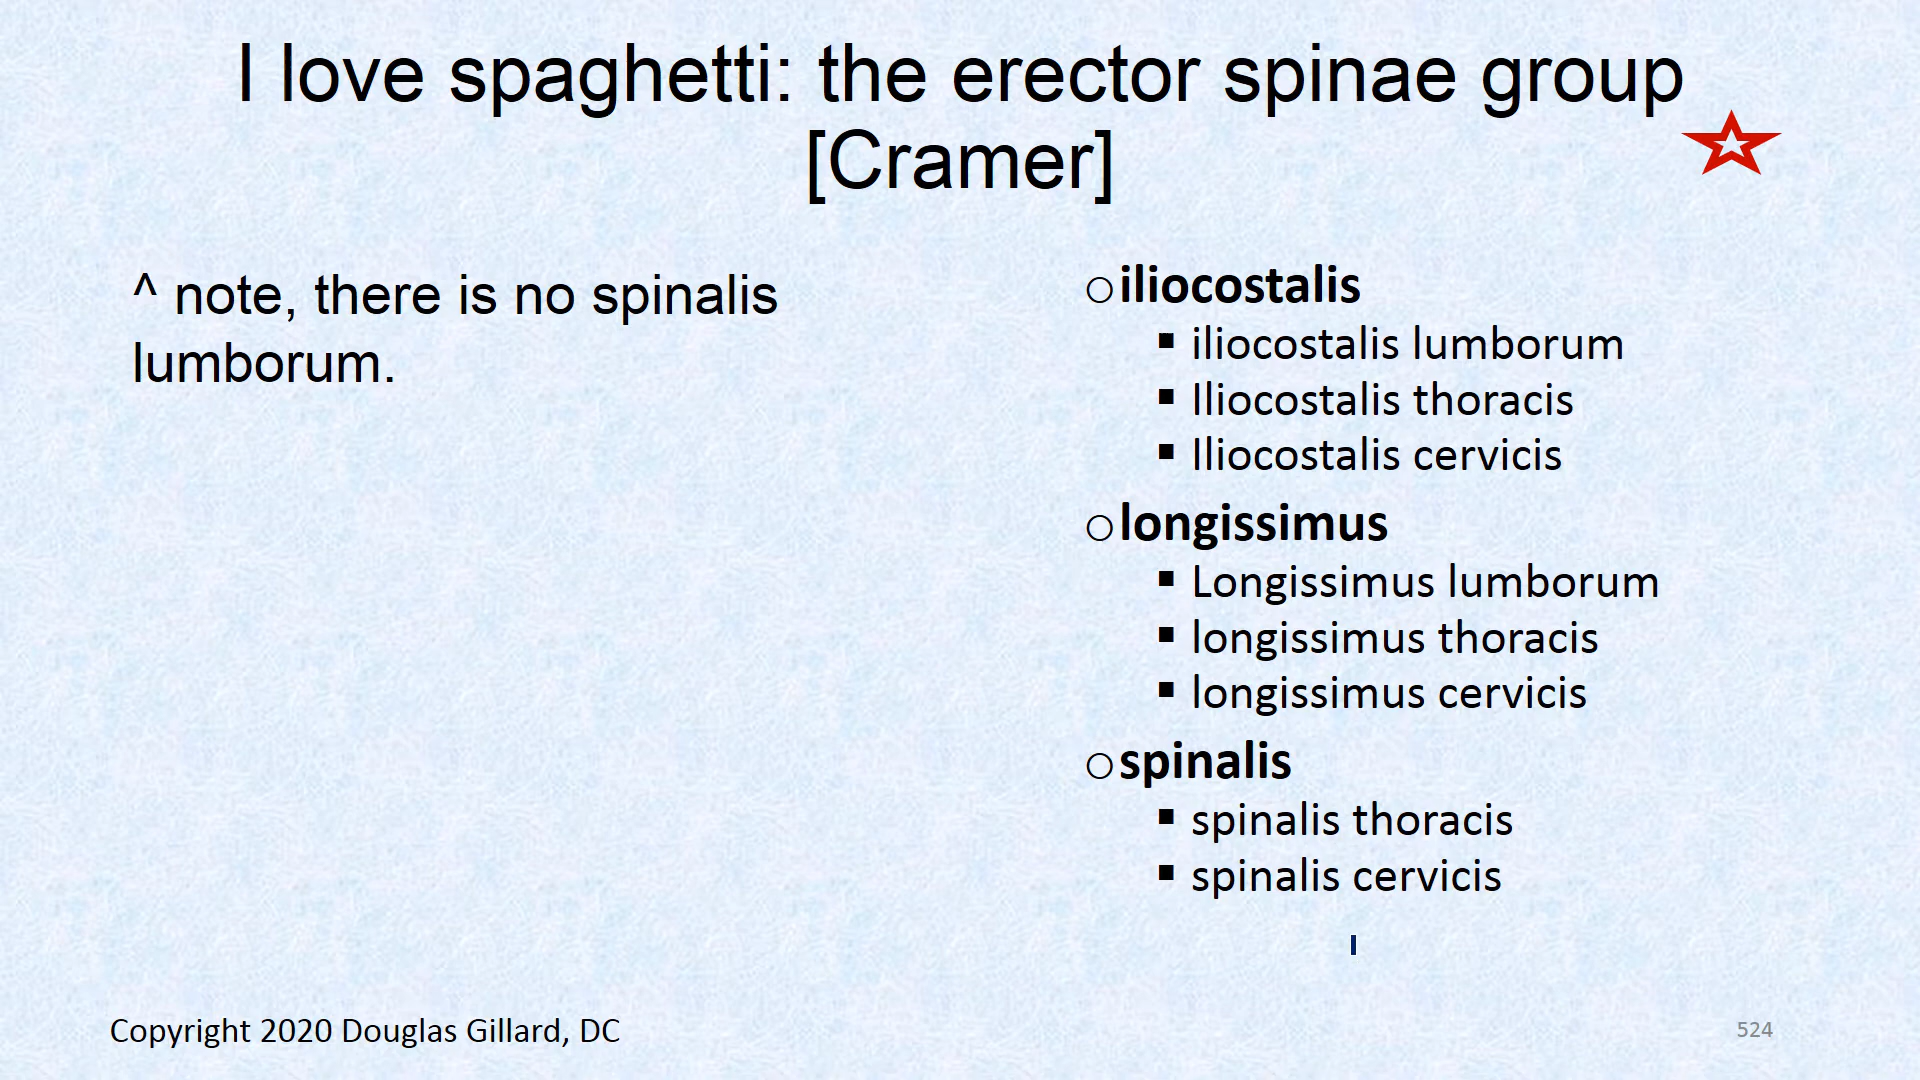 I love spaghetti: the erector spinae group
[Cramer]
^ note, there is no spinalis
lumborum.
iliocostalis
iliocostalis lumborum
Iliocostalis thoracis
Iliocostalis cervicis
longissimus
Longissimus lumborum
longissimus thoracis
longissimus cervicis
spinalis
spinalis thoracis
spinalis cervicis
Copyright 2020 Douglas Gillard, DC
524